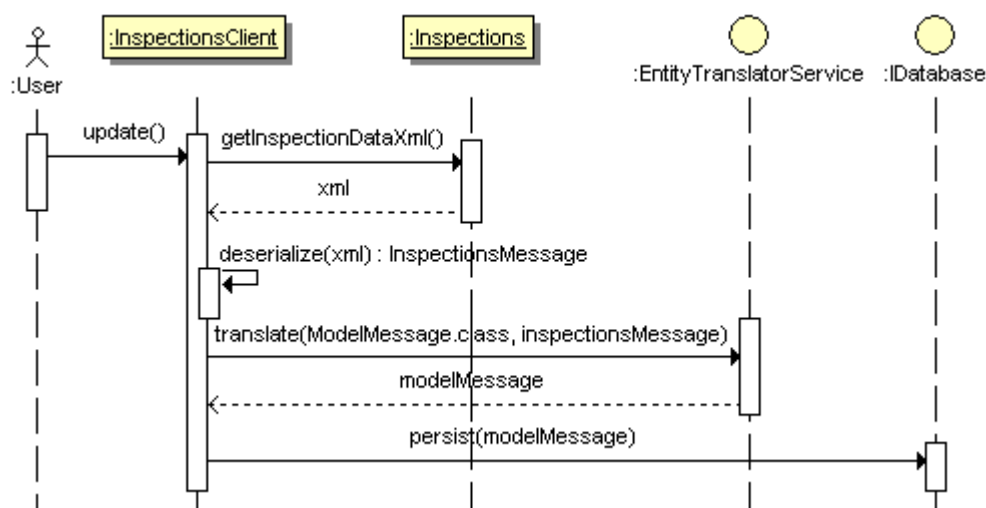 :InspectionsClient
:Inspections
:User
:EntityTranslatorService
:IDatabase
update()
getInspectionDataXml()
xml
deserialize(xml) : InspectionsMessage
translate(ModelMessage.class, inspectionsMessage)
modelMessage
persist(modelMessage)